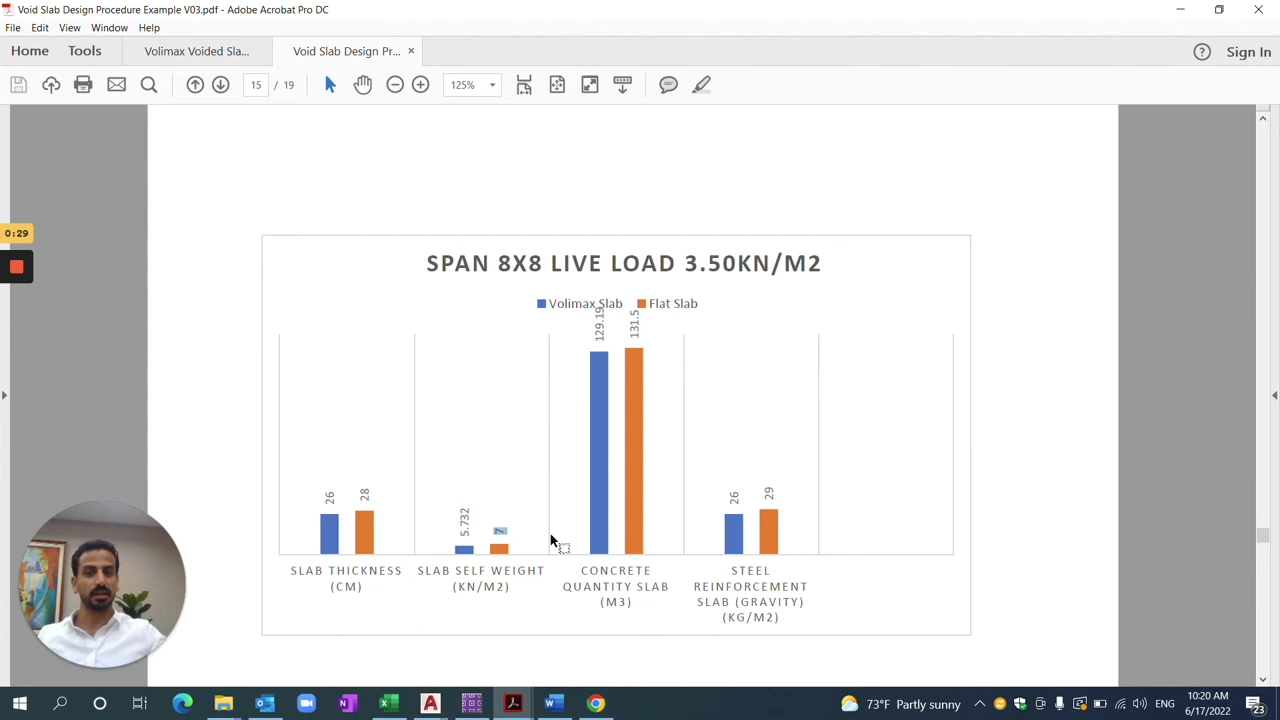 Void Slab Design Procedure Example V03.pdf - Adobe Acrobat Pro DC
File Edit View Window Help
Home Tools Volimax Voided Sla... Void Slab Design Pr... ×
? Sign In
15 / 19 125%
0:29
SPAN 8X8 LIVE LOAD 3.50KN/M2
Volimax Slab Flat Slab
26 28 5.732 7 129.19 131.5 26 29
SLAB THICKNESS
(CM)
SLAB SELF WEIGHT
(KN/M2)
CONCRETE
QUANTITY SLAB
(M3)
STEEL
REINFORCEMENT
SLAB (GRAVITY)
(KG/M2)
73°F Partly sunny ENG 10:20 AM
6/17/2022 23